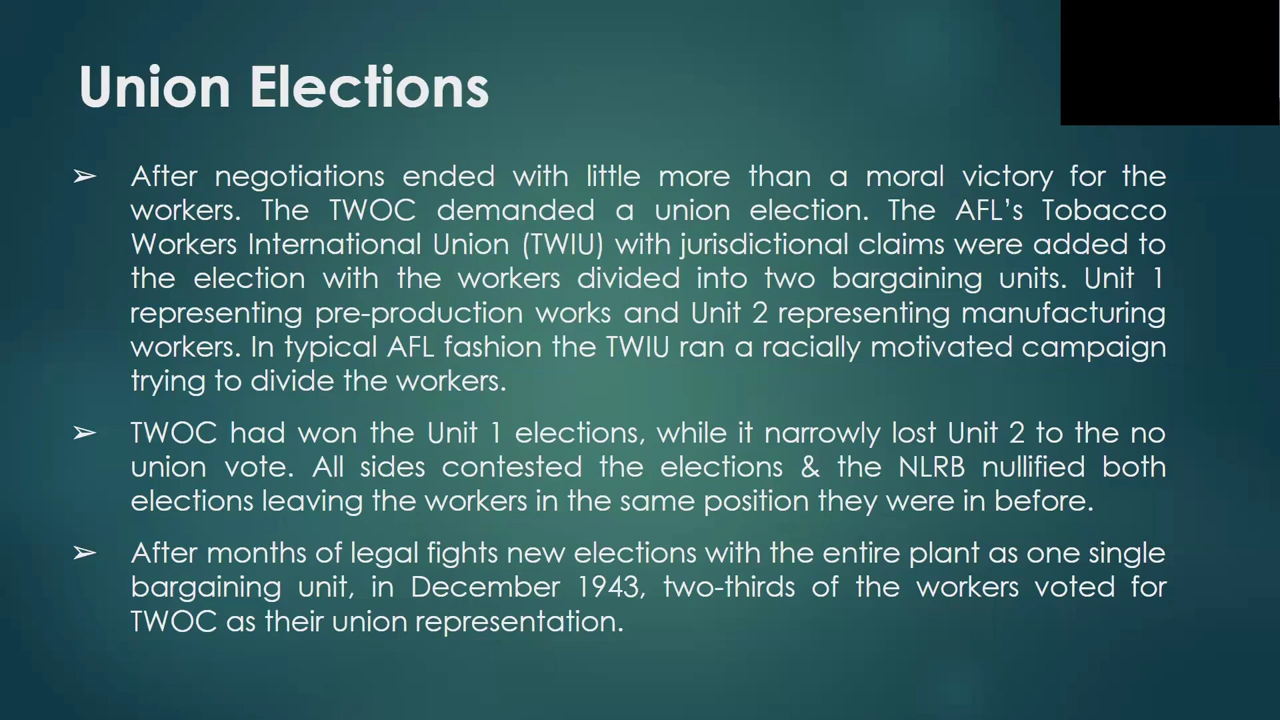 Union Elections
➢ After negotiations ended with little more than a moral victory for the
workers. The TWOC demanded a union election. The AFL's Tobacco
Workers International Union (TWIU) with jurisdictional claims were added to
the election with the workers divided into two bargaining units. Unit 1
representing pre-production works and Unit 2 representing manufacturing
workers. In typical AFL fashion the TWIU ran a racially motivated campaign
trying to divide the workers.
➢ TWOC had won the Unit 1 elections, while it narrowly lost Unit 2 to the no
union vote. All sides contested the elections & the NLRB nullified both
elections leaving the workers in the same position they were in before.
➢ After months of legal fights new elections with the entire plant as one single
bargaining unit, in December 1943, two-thirds of the workers voted for
TWOC as their union representation.